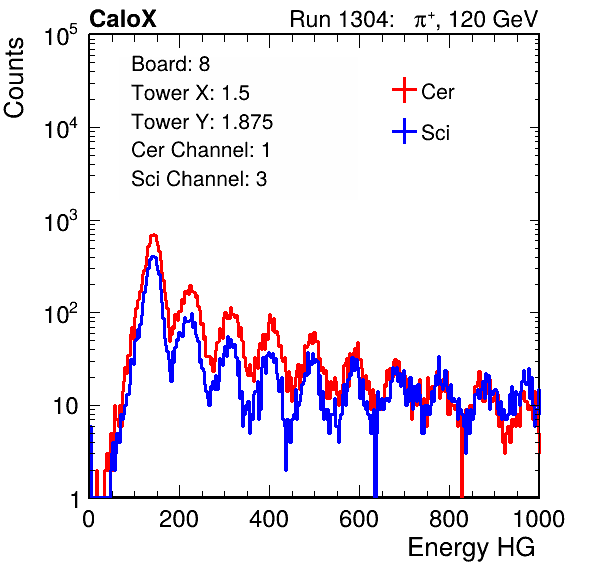 CaloX Run 1304: π⁺, 120 GeV
Counts
Board: 8
Tower X: 1.5
Tower Y: 1.875
Cer Channel: 1
Sci Channel: 3
Cer
Sci
10⁵
10⁴
10³
10²
10
1
0 200 400 600 800 1000
Energy HG